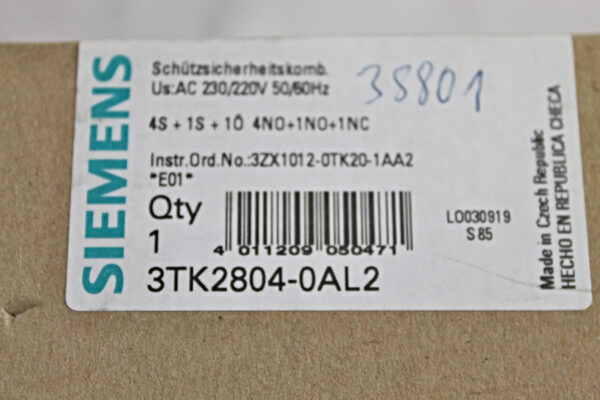 SIEMENS
Schützsicherheitskomb.
Us:AC 230/220V 50/60Hz
35801
4S + 1S + 1Ö 4NO+1NO+1NC
Instr.Ord.No.:3ZX1012-0TK20-1AA2
*E01*
Qty
1
4 011209 050471
LO030919
S 85
3TK2804-0AL2
Made in Czech Republic
HECHO EN REPUBLICA CHECA